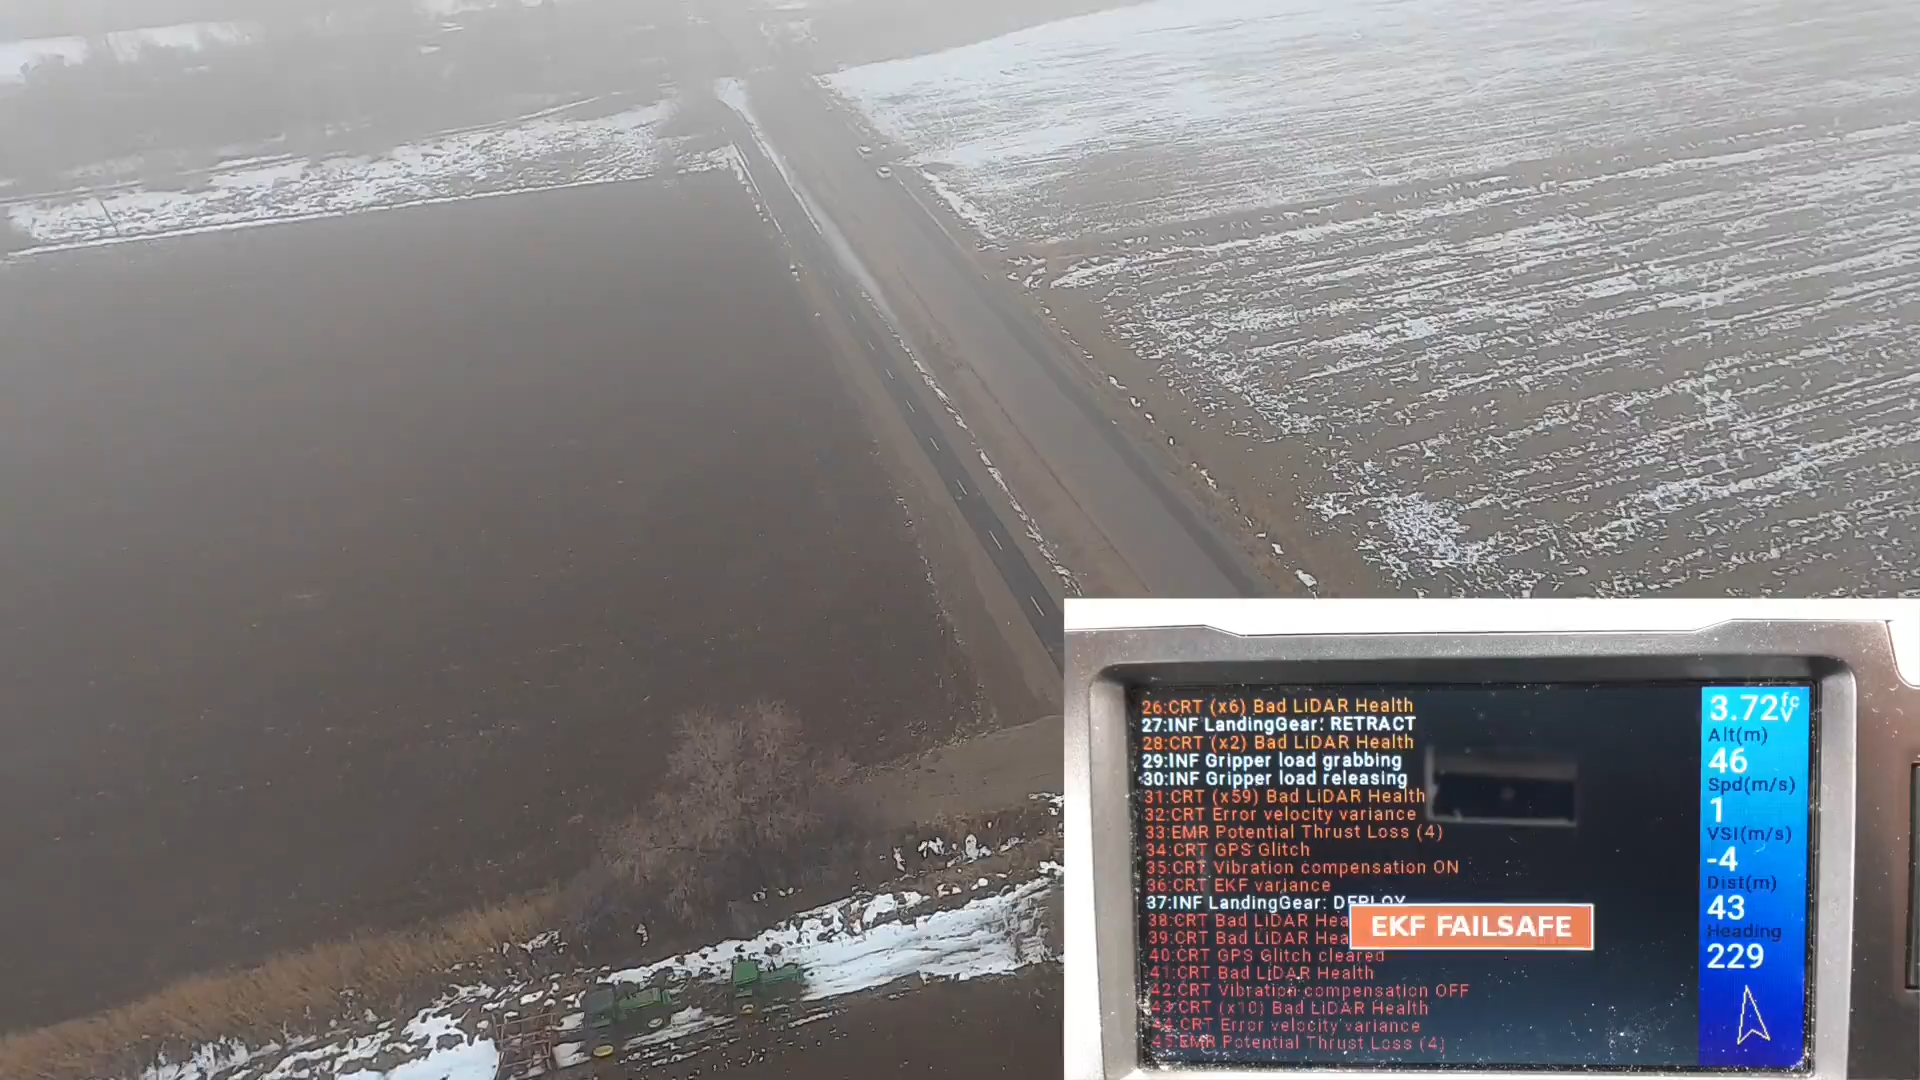 26:CRT (x6) Bad LiDAR Health
27:INF LandingGear: RETRACT
28:CRT (x2) Bad LiDAR Health
29:INF Gripper load grabbing
30:INF Gripper load releasing
31:CRT (x59) Bad LiDAR Health
32:CRT Error velocity variance
33:EMR Potential Thrust Loss (4)
34:CRT GPS Glitch
35:CRT Vibration compensation ON
36:CRT EKF variance
37:INF LandingGear: DEPLOY
38:CRT Bad LiDAR Hea
39:CRT Bad LiDAR Hea
EKF FAILSAFE
40:CRT GPS Glitch cleared
41:CRT Bad LiDAR Health
42:CRT Vibration compensation OFF
43:CRT (x10) Bad LiDAR Health
44:CRT Error velocity variance
45:EMR Potential Thrust Loss (4)
3.72
Alt(m)
46
Spd(m/s)
1
VSI(m/s)
-4
Dist(m)
43
Heading
229